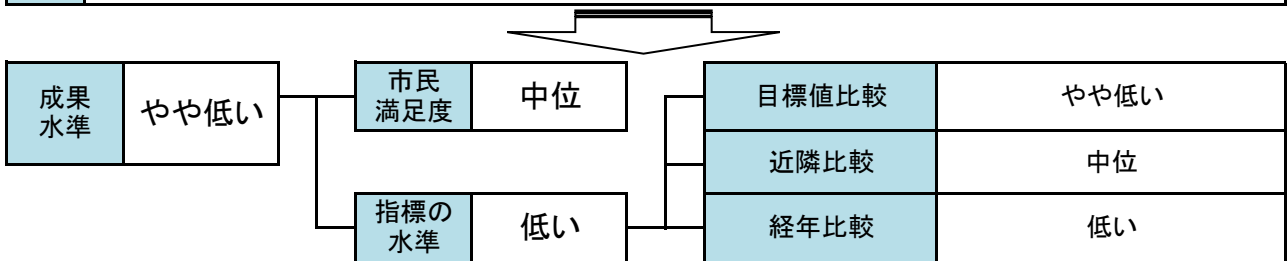 成果
水準
やや低い
市民
満足度
中位
指標の
水準
低い
目標値比較
やや低い
近隣比較
中位
経年比較
低い